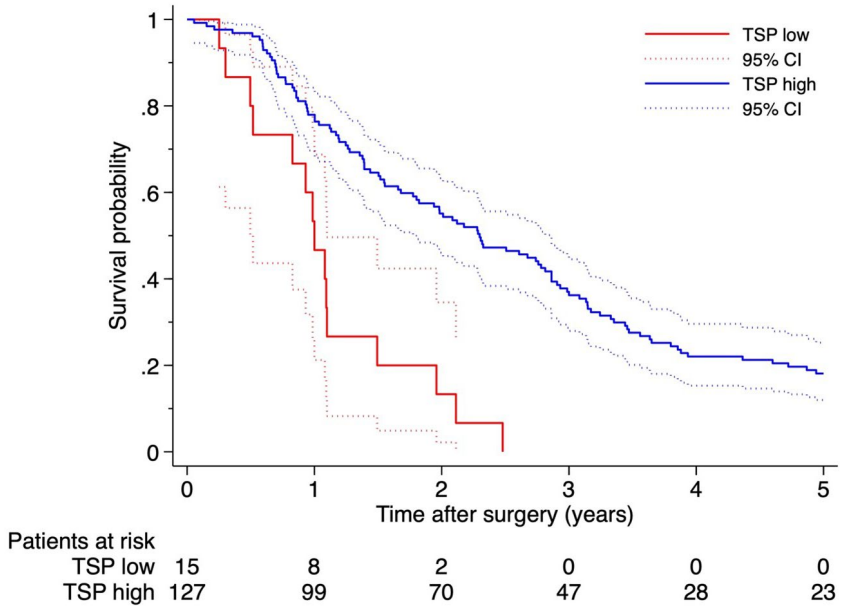 1
.8
.6
.4
.2
0
Survival probability
TSP low
95% CI
TSP high
95% CI
0 1 2 3 4 5
Time after surgery (years)
Patients at risk
TSP low 15 8 2 0 0 0
TSP high 127 99 70 47 28 23